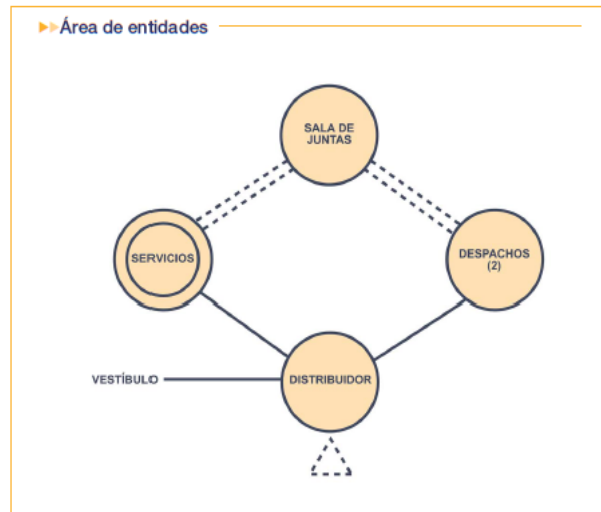 Área de entidades
SALA DE
JUNTAS
SERVICIOS
DESPACHOS
(2)
VESTÍBULO
DISTRIBUIDOR